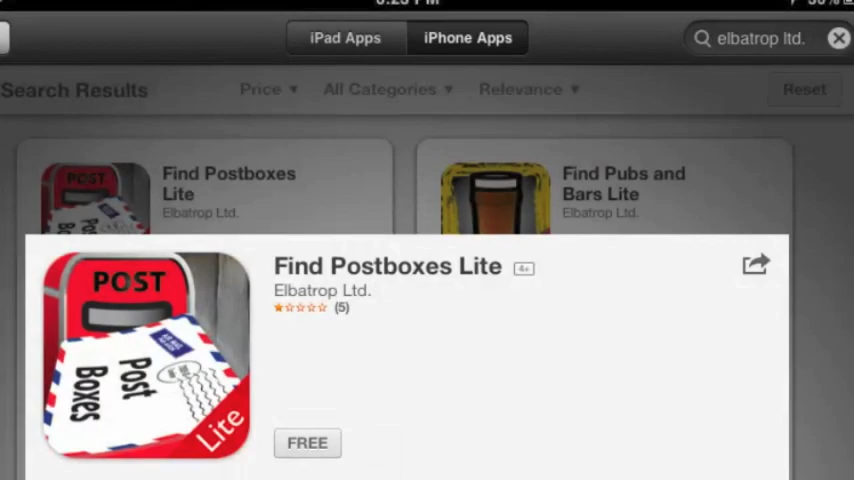 iPad Apps
iPhone Apps
elbatrop ltd.
Search Results
Price ▼
All Categories ▼
Relevance ▼
Reset
POST
Find Postboxes
Lite
Elbatrop Ltd.
Find Pubs and
Bars Lite
Elbatrop Ltd.
POST
Post
Boxes
Lite
Find Postboxes Lite 4+
Elbatrop Ltd.
(5)
FREE